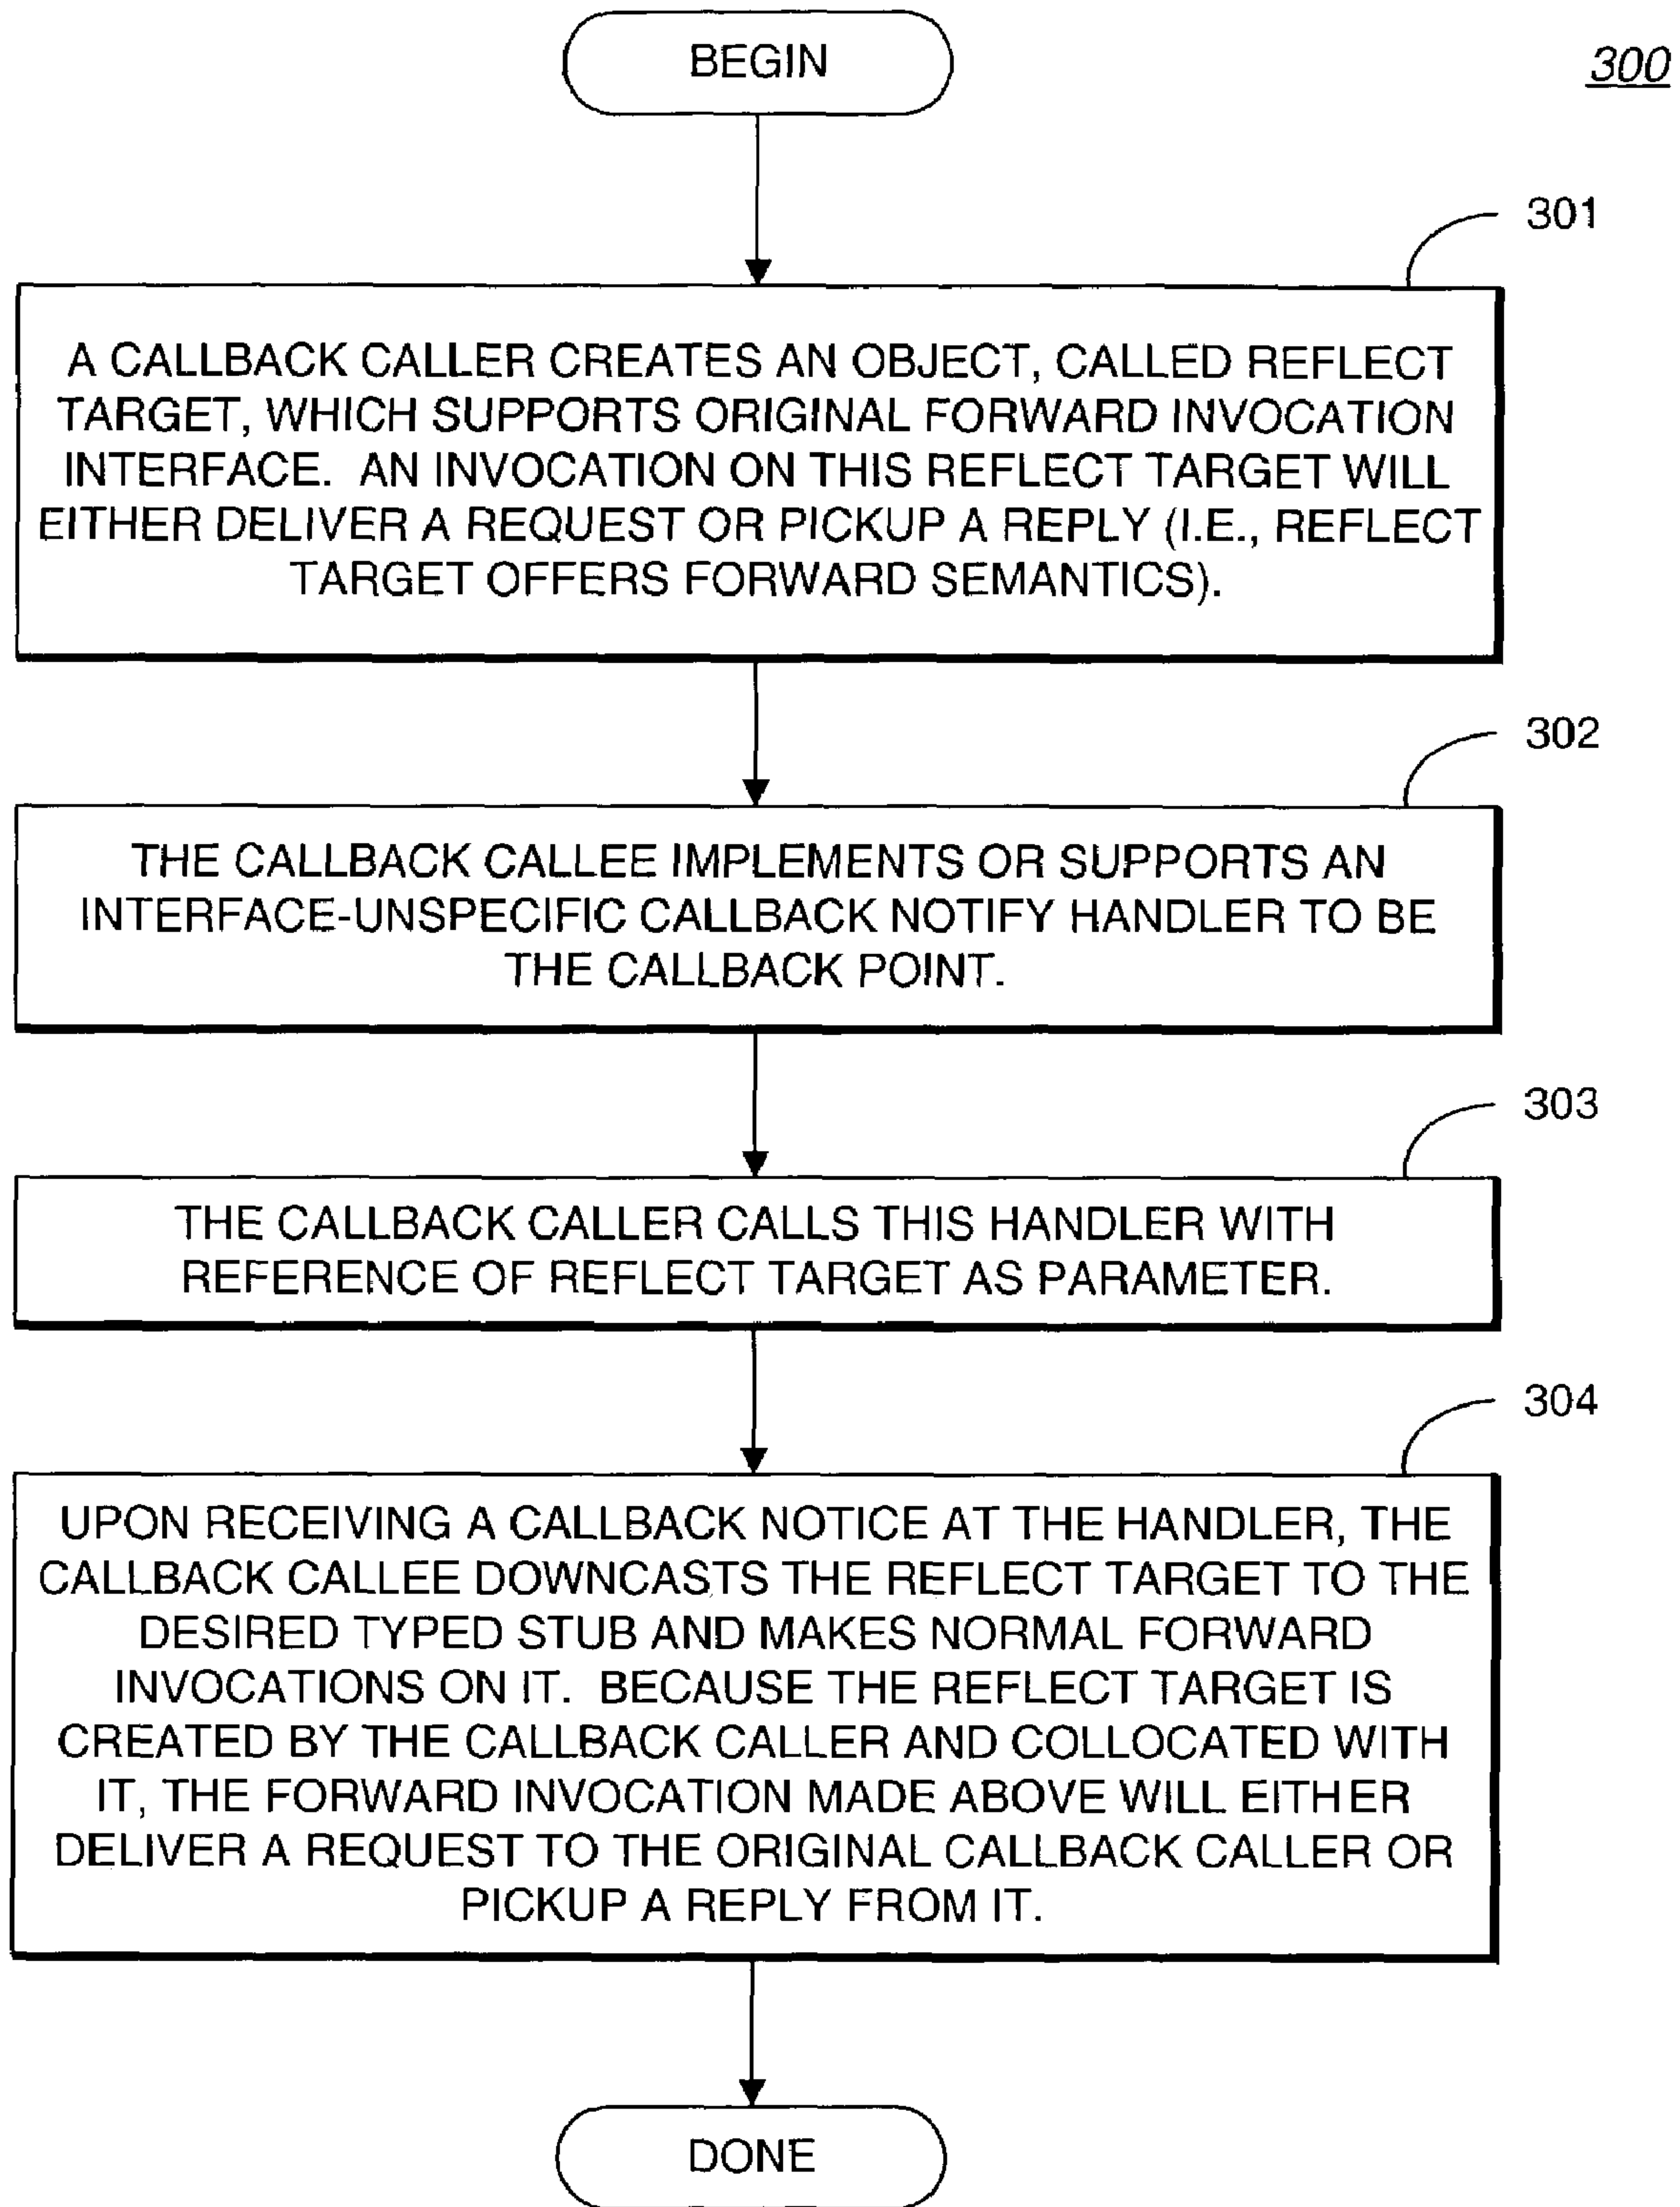 BEGIN
300
301
A CALLBACK CALLER CREATES AN OBJECT, CALLED REFLECT
TARGET, WHICH SUPPORTS ORIGINAL FORWARD INVOCATION
INTERFACE. AN INVOCATION ON THIS REFLECT TARGET WILL
EITHER DELIVER A REQUEST OR PICKUP A REPLY (I.E., REFLECT
TARGET OFFERS FORWARD SEMANTICS).
302
THE CALLBACK CALLEE IMPLEMENTS OR SUPPORTS AN
INTERFACE-UNSPECIFIC CALLBACK NOTIFY HANDLER TO BE
THE CALLBACK POINT.
303
THE CALLBACK CALLER CALLS THIS HANDLER WITH
REFERENCE OF REFLECT TARGET AS PARAMETER.
304
UPON RECEIVING A CALLBACK NOTICE AT THE HANDLER, THE
CALLBACK CALLEE DOWNCASTS THE REFLECT TARGET TO THE
DESIRED TYPED STUB AND MAKES NORMAL FORWARD
INVOCATIONS ON IT. BECAUSE THE REFLECT TARGET IS
CREATED BY THE CALLBACK CALLER AND COLLOCATED WITH
IT, THE FORWARD INVOCATION MADE ABOVE WILL EITHER
DELIVER A REQUEST TO THE ORIGINAL CALLBACK CALLER OR
PICKUP A REPLY FROM IT.
DONE